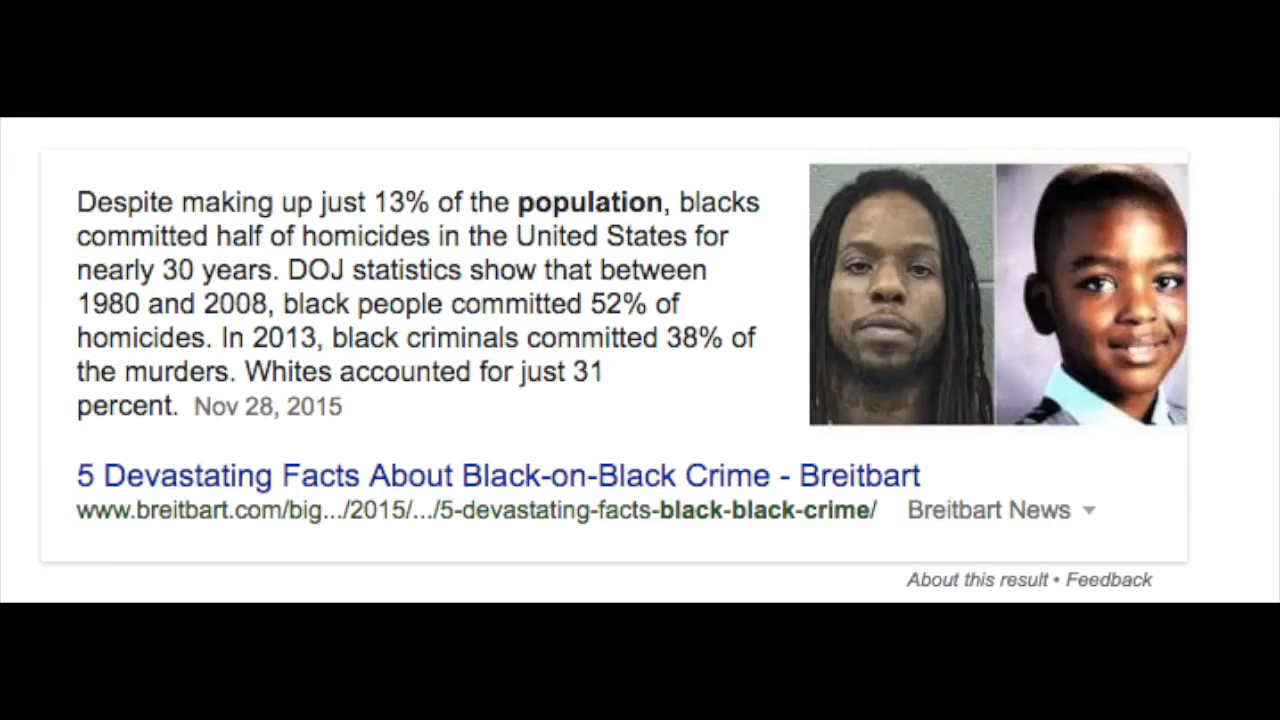 Despite making up just 13% of the population, blacks
committed half of homicides in the United States for
nearly 30 years. DOJ statistics show that between
1980 and 2008, black people committed 52% of
homicides. In 2013, black criminals committed 38% of
the murders. Whites accounted for just 31
percent. Nov 28, 2015
5 Devastating Facts About Black-on-Black Crime - Breitbart
www.breitbart.com/big.../2015/.../5-devastating-facts-black-black-crime/ Breitbart News
About this result • Feedback